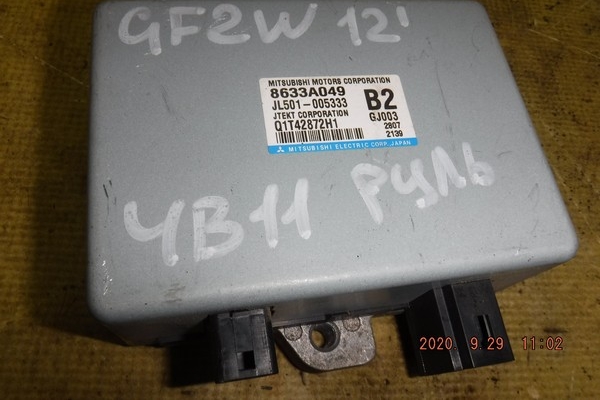 GF2W 12'
MITSUBISHI MOTORS CORPORATION
8633A049 B2
JL501-005333 GJ003
JTEKT CORPORATION 2807
Q1T42872H1 2139
MITSUBISHI ELECTRIC CORP. JAPAN
4B11 руль
2020 9.29 11:02